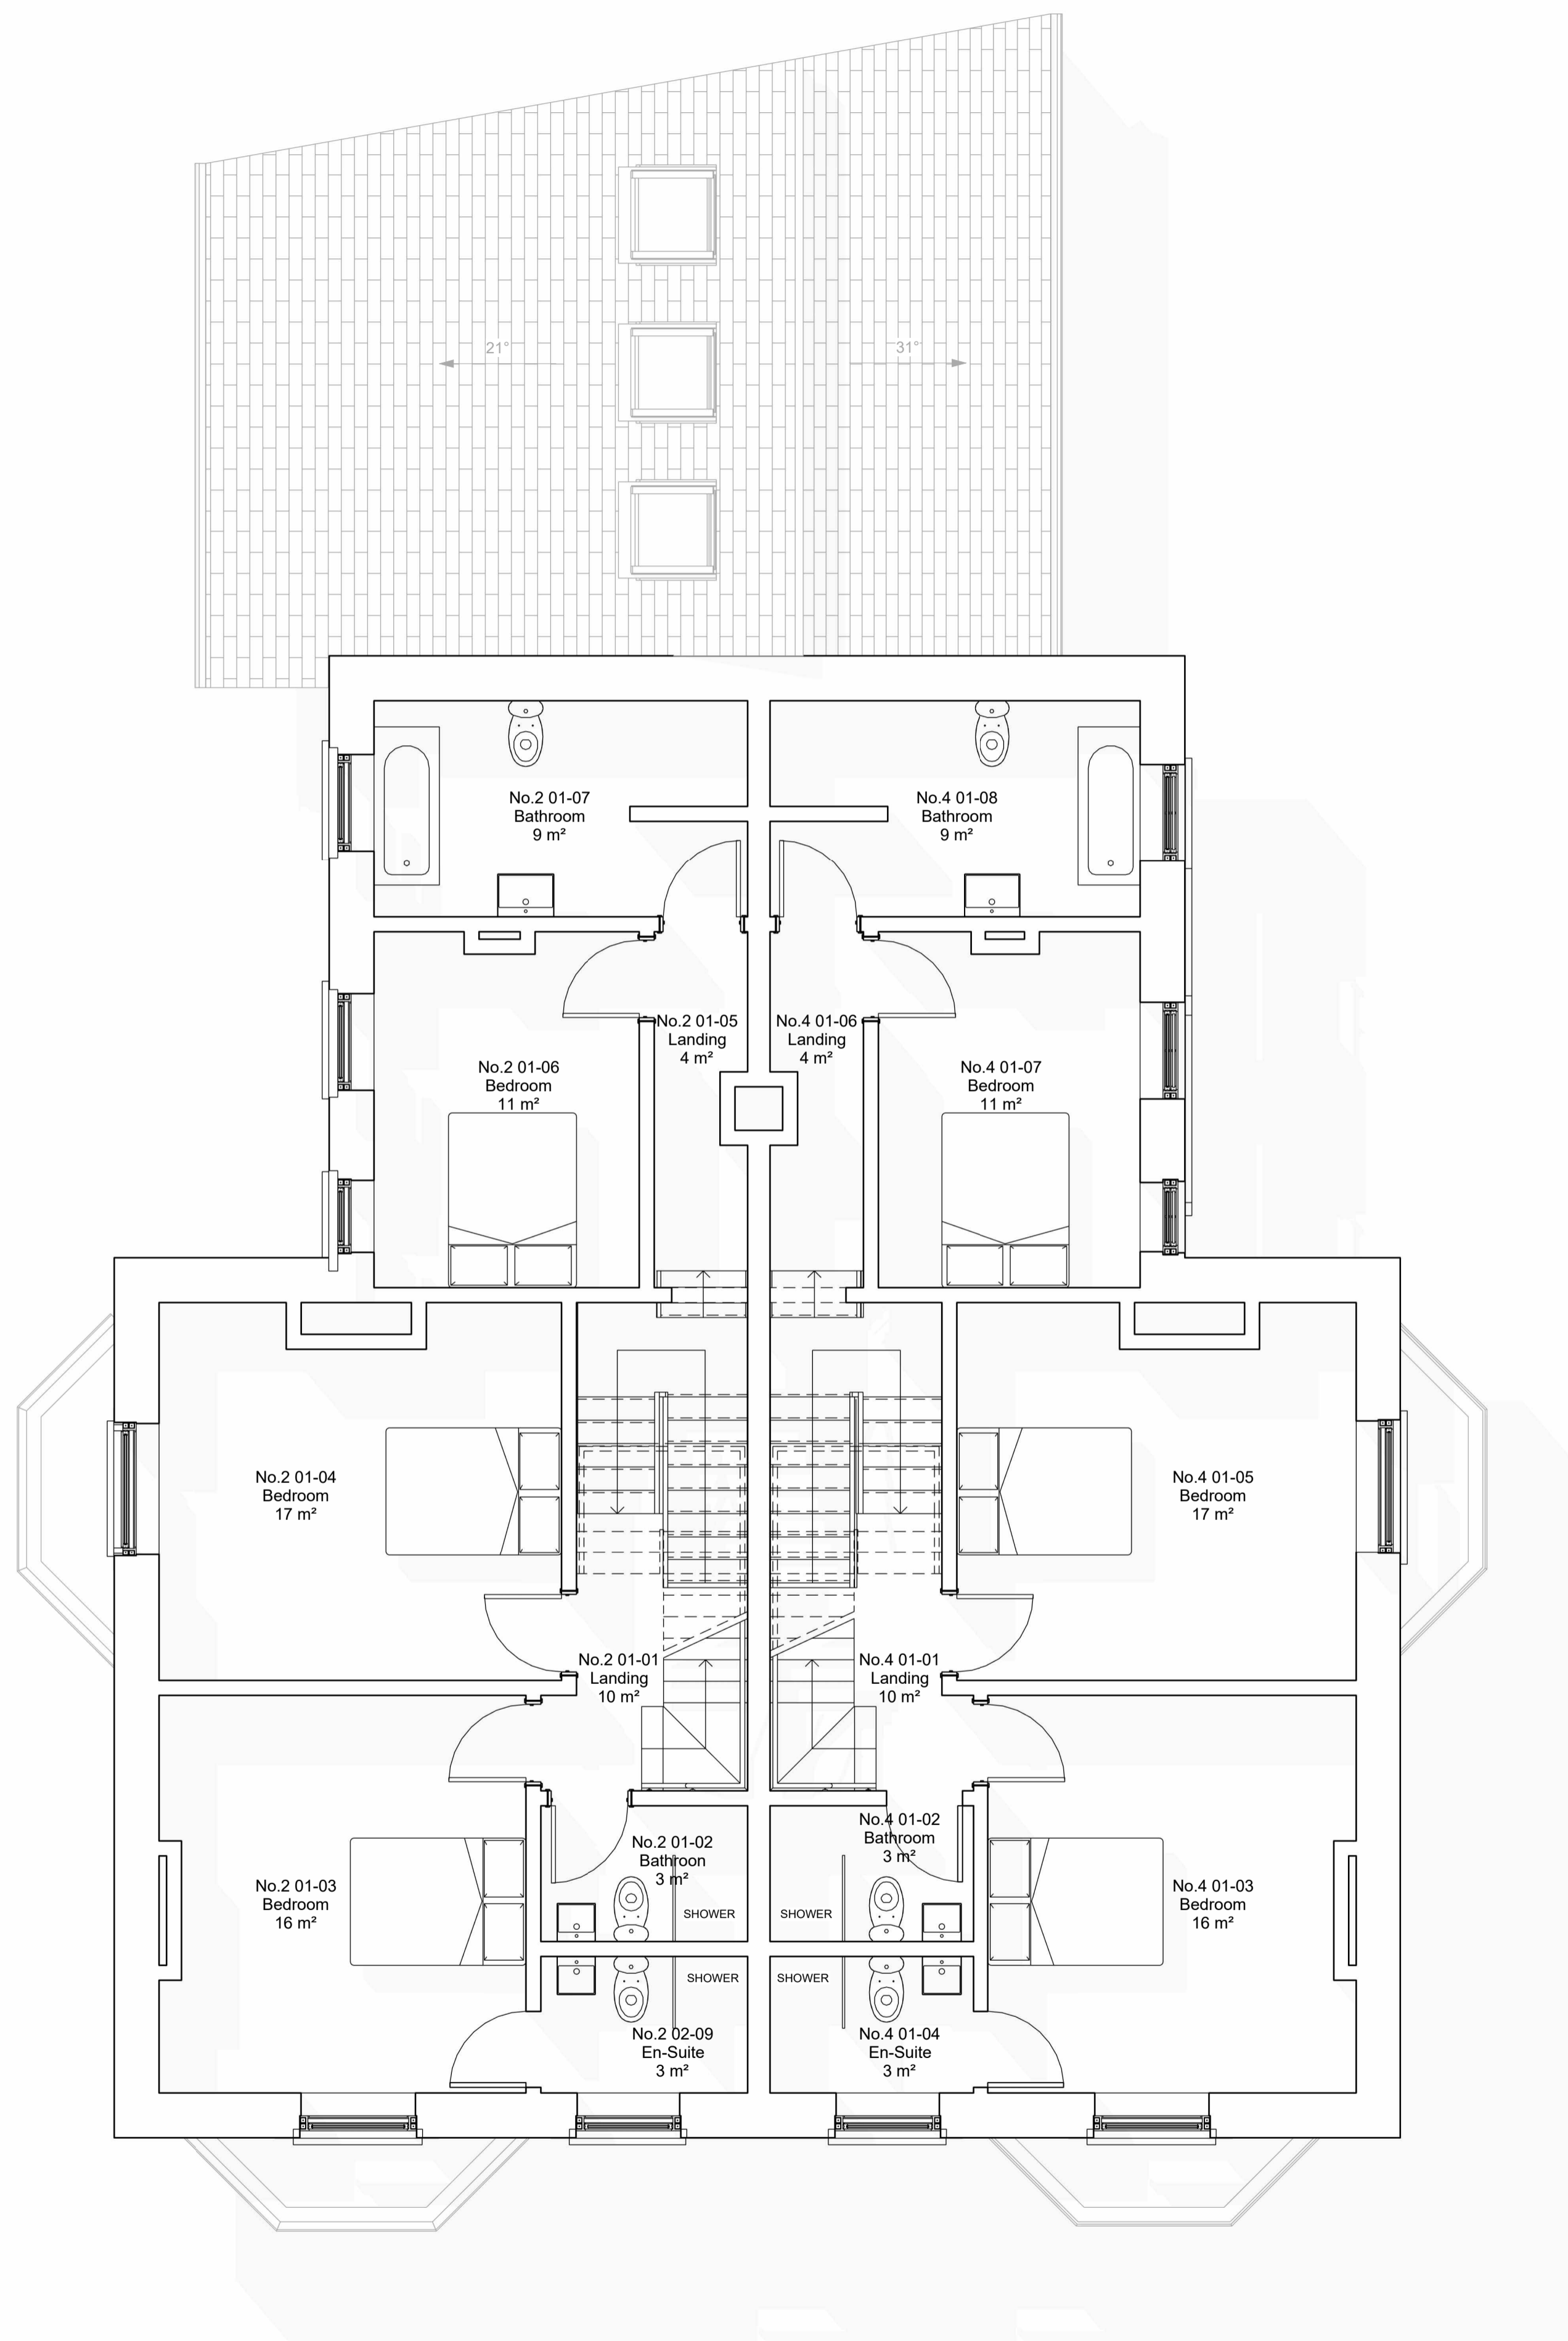 21°
31°
No.2 01-07
Bathroom
9 m²
No.4 01-08
Bathroom
9 m²
No.2 01-05
Landing
4 m²
No.4 01-06
Landing
4 m²
No.2 01-06
Bedroom
11 m²
No.4 01-07
Bedroom
11 m²
No.2 01-04
Bedroom
17 m²
No.4 01-05
Bedroom
17 m²
No.2 01-01
Landing
10 m²
No.4 01-01
Landing
10 m²
No.2 01-02
Bathroon
3 m²
No.4 01-02
Bathroom
3 m²
No.2 01-03
Bedroom
16 m²
SHOWER
SHOWER
No.4 01-03
Bedroom
16 m²
SHOWER
SHOWER
No.2 02-09
En-Suite
3 m²
No.4 01-04
En-Suite
3 m²